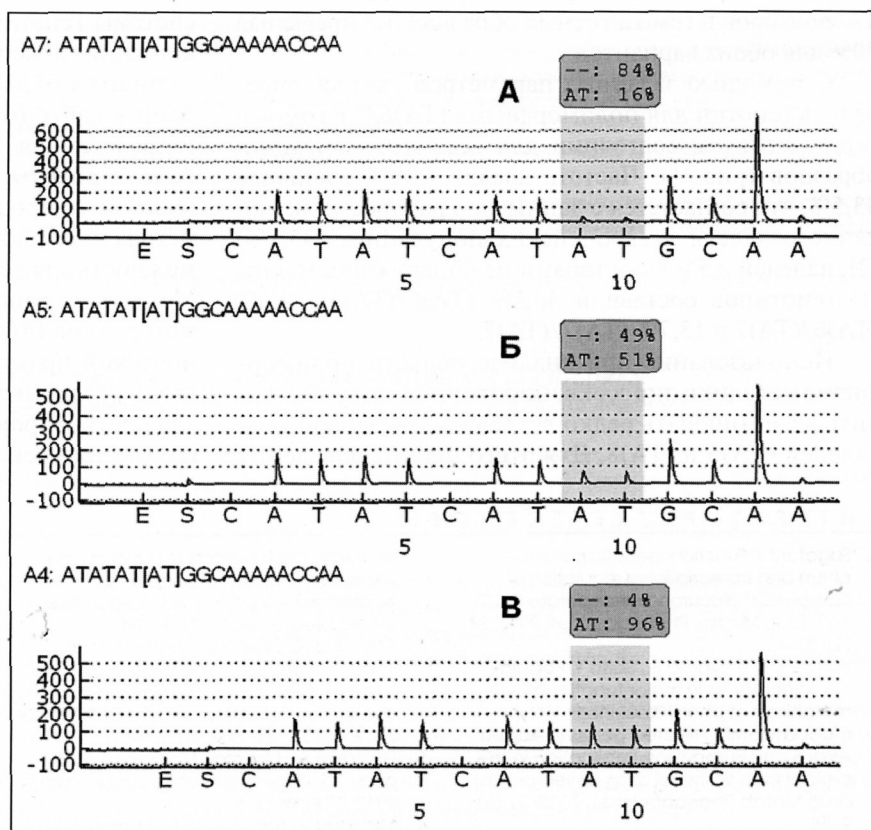 A7: ATATAT[AT]GGCAAAAACCAA
А
--: 84%
AT: 16%
600
500
400
300
200
100
0
-100
E S C A T A T C A T A T G C A A
5 10
A5: ATATAT[AT]GGCAAAAACCAA
Б
--: 49%
AT: 51%
500
400
300
200
100
0
-100
E S C A T A T C A T A T G C A A
5 10
A4: ATATAT[AT]GGCAAAAACCAA
В
--: 4%
AT: 96%
500
400
300
200
100
0
-100
E S C A T A T C A T A T G C A A
5 10